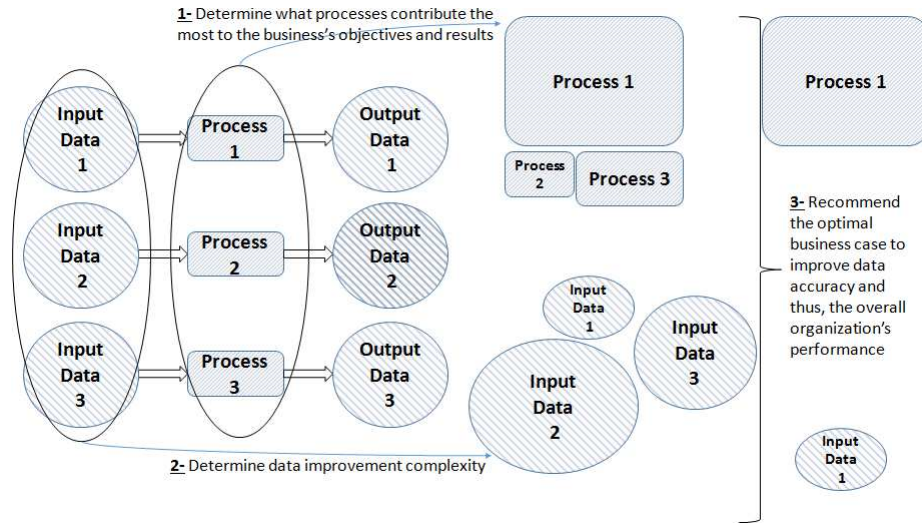 1- Determine what processes contribute the
most to the business's objectives and results
Input
Data
1
Process
1
Output
Data
1
Input
Data
2
Process
2
Output
Data
2
Input
Data
3
Process
3
Output
Data
3
2- Determine data improvement complexity
Process 1
Process
2
Process 3
Input
Data
1
Input
Data
2
Input
Data
3
Process 1
3- Recommend
the optimal
business case to
improve data
accuracy and
thus, the overall
organization's
performance
Input
Data
1